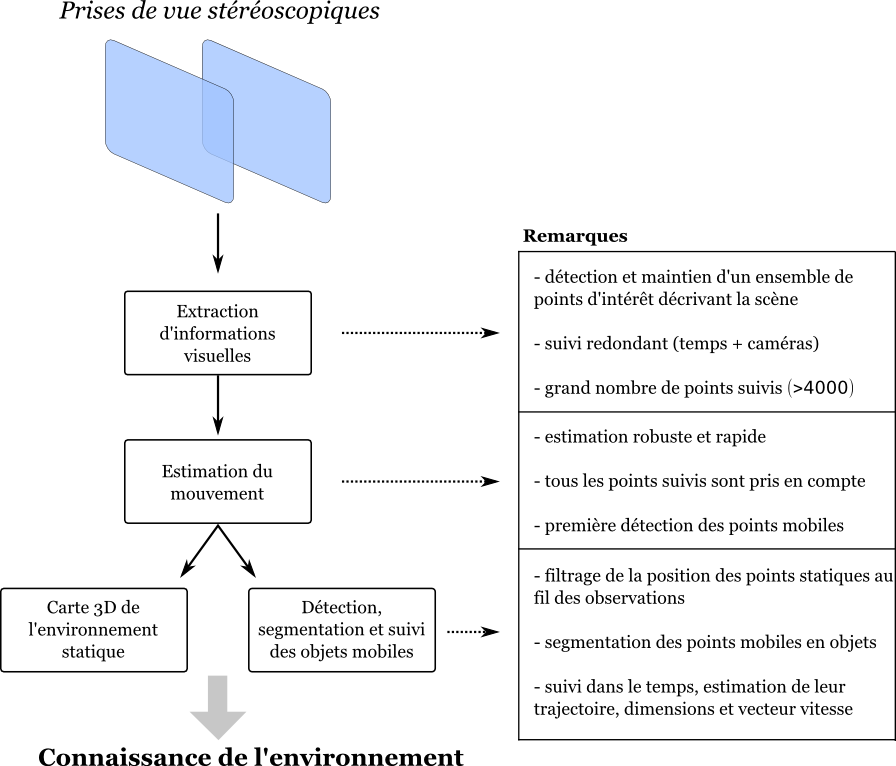 Prises de vue stéréoscopiques
Extraction
d'informations
visuelles
Estimation du
mouvement
Carte 3D de
l'environnement
statique
Détection,
segmentation et suivi
des objets mobiles
Connaissance de l'environnement
Remarques
- détection et maintien d'un ensemble de
points d'intérêt décrivant la scène
- suivi redondant (temps + caméras)
- grand nombre de points suivis (>4000)
- estimation robuste et rapide
- tous les points suivis sont pris en compte
- première détection des points mobiles
- filtrage de la position des points statiques au
fil des observations
- segmentation des points mobiles en objets
- suivi dans le temps, estimation de leur
trajectoire, dimensions et vecteur vitesse